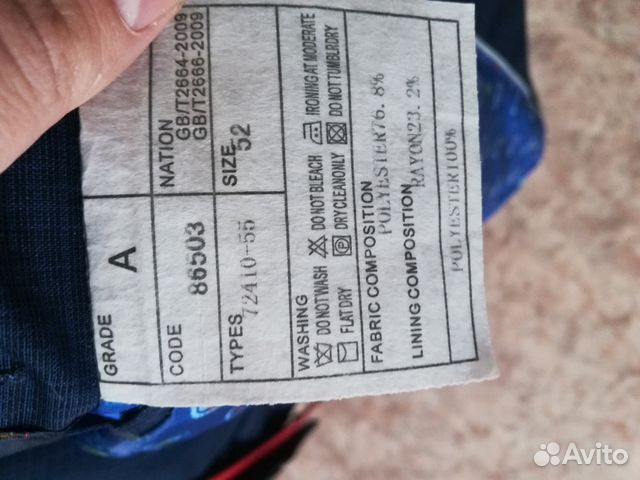 GRADE A
NATION GB/T2664-2009
GB/T2666-2009
CODE 86503
SIZE 52
TYPES 72410-55
WASHING
DO NOT WASH DO NOT BLEACH IRONING AT MODERATE
FLAT DRY DRY CLEAN ONLY DO NOT TUMBLR DRY
FABRIC COMPOSITION
POLYESTER76.8%
RAYON23.2%
LINING COMPOSITION
POLYESTER100%
Avito